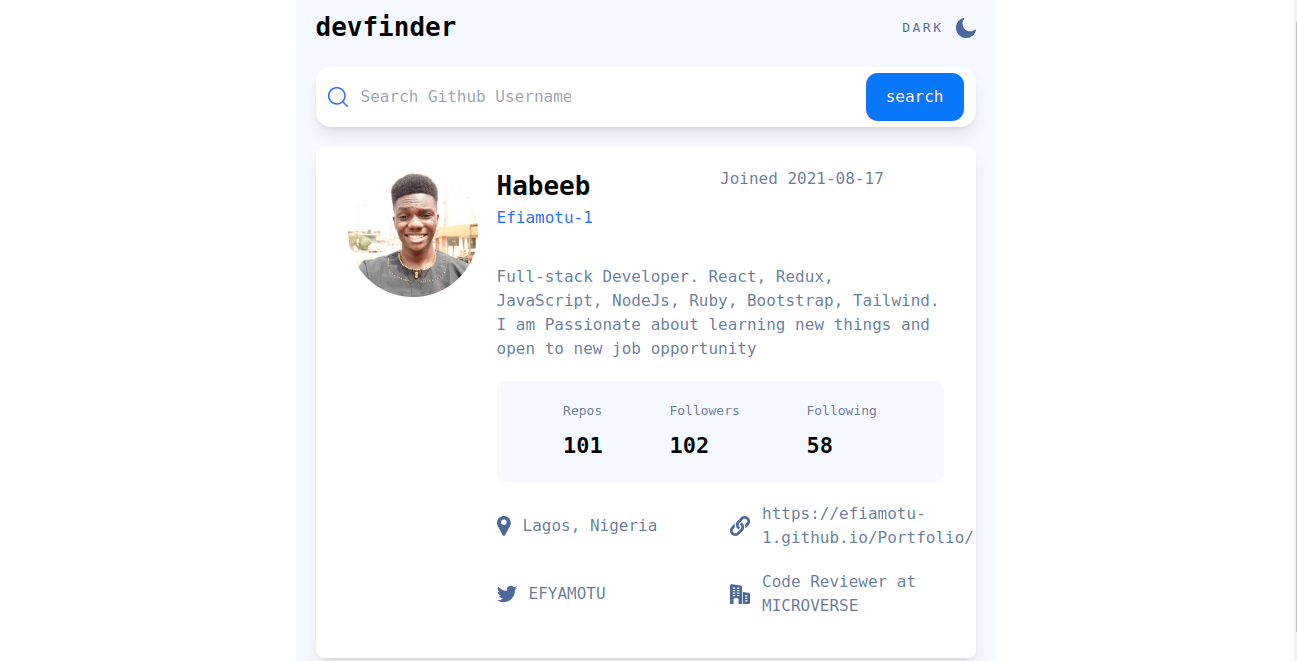 devfinder
DARK
Search Github Username
search
Habeeb
Joined 2021-08-17
Efiamotu-1
Full-stack Developer. React, Redux,
JavaScript, NodeJs, Ruby, Bootstrap, Tailwind.
I am Passionate about learning new things and
open to new job opportunity
Repos
Followers
Following
101
102
58
Lagos, Nigeria
https://efiamotu-
1.github.io/Portfolio/
EFYAMOTU
Code Reviewer at
MICROVERSE